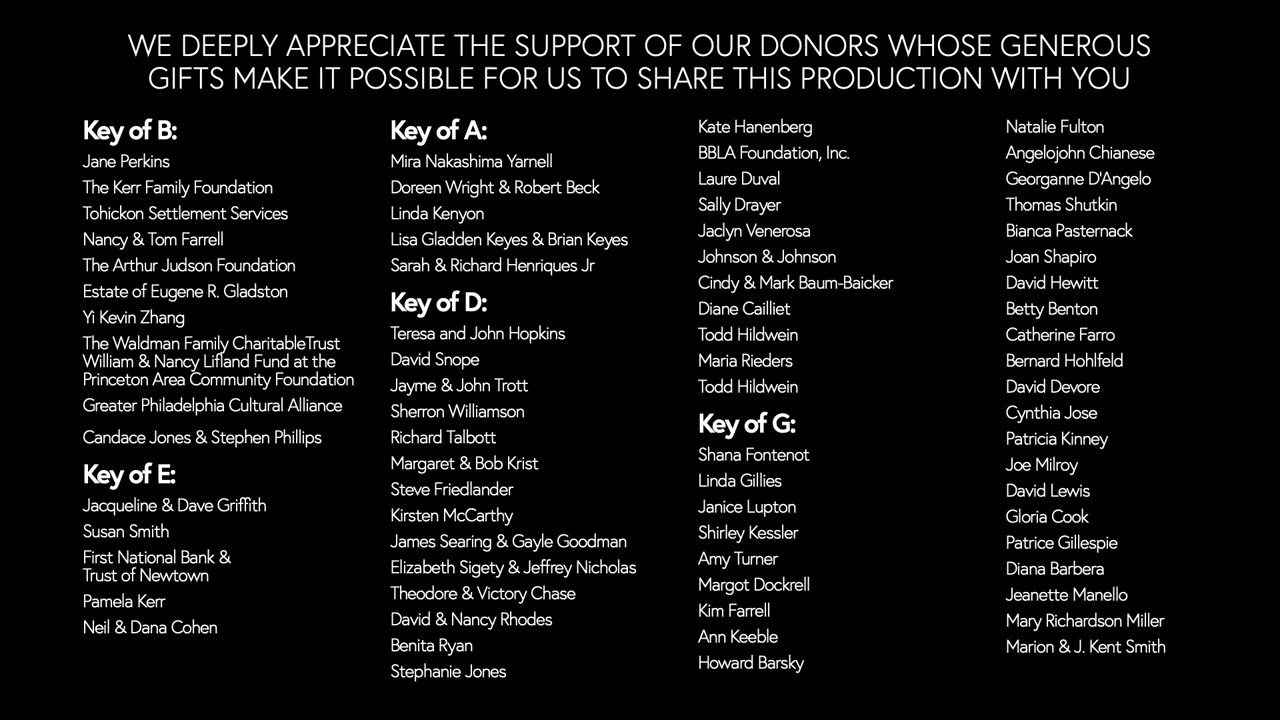 WE DEEPLY APPRECIATE THE SUPPORT OF OUR DONORS WHOSE GENEROUS
GIFTS MAKE IT POSSIBLE FOR US TO SHARE THIS PRODUCTION WITH YOU
Key of B:
Jane Perkins
The Kerr Family Foundation
Tohickon Settlement Services
Nancy & Tom Farrell
The Arthur Judson Foundation
Estate of Eugene R. Gladston
Yi Kevin Zhang
The Waldman Family CharitableTrust
William & Nancy Lifland Fund at the
Princeton Area Community Foundation
Greater Philadelphia Cultural Alliance
Candace Jones & Stephen Phillips
Key of E:
Jacqueline & Dave Griffith
Susan Smith
First National Bank &
Trust of Newtown
Pamela Kerr
Neil & Dana Cohen
Key of A:
Mira Nakashima Yarnell
Doreen Wright & Robert Beck
Linda Kenyon
Lisa Gladden Keyes & Brian Keyes
Sarah & Richard Henriques Jr
Key of D:
Teresa and John Hopkins
David Snope
Jayme & John Trott
Sherron Williamson
Richard Talbott
Margaret & Bob Krist
Steve Friedlander
Kirsten McCarthy
James Searing & Gayle Goodman
Elizabeth Sigety & Jeffrey Nicholas
Theodore & Victory Chase
David & Nancy Rhodes
Benita Ryan
Stephanie Jones
Kate Hanenberg
BBLA Foundation, Inc.
Laure Duval
Sally Drayer
Jaclyn Venerosa
Johnson & Johnson
Cindy & Mark Baum-Baicker
Diane Cailliet
Todd Hildwein
Maria Rieders
Todd Hildwein
Key of G:
Shana Fontenot
Linda Gillies
Janice Lupton
Shirley Kessler
Amy Turner
Margot Dockrell
Kim Farrell
Ann Keeble
Howard Barsky
Natalie Fulton
Angelojohn Chianese
Georganne D'Angelo
Thomas Shutkin
Bianca Pasternack
Joan Shapiro
David Hewitt
Betty Benton
Catherine Farro
Bernard Hohlfeld
David Devore
Cynthia Jose
Patricia Kinney
Joe Milroy
David Lewis
Gloria Cook
Patrice Gillespie
Diana Barbera
Jeanette Manello
Mary Richardson Miller
Marion & J. Kent Smith